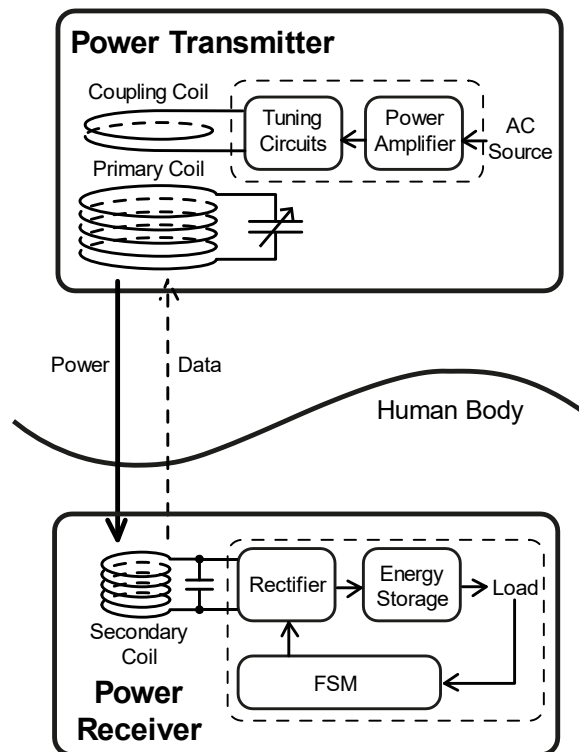 Power Transmitter
Coupling Coil
Tuning
Circuits
Power
Amplifier
AC
Source
Primary Coil
Power
Data
Human Body
Rectifier
Energy
Storage
Load
Secondary
Coil
FSM
Power
Receiver